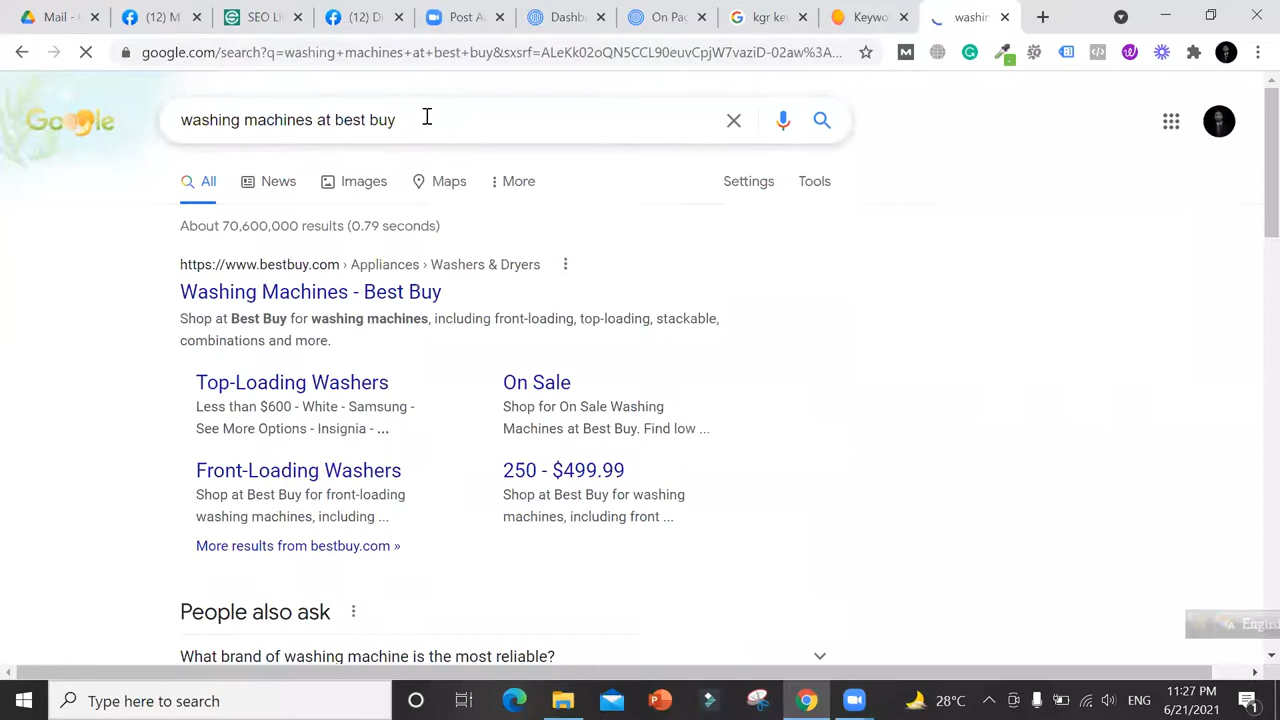 Mail -
(12) M
SEO Li
(12) Di
Post A
Dashb
On Pag
kgr ke
Keywo
washin
google.com/search?q=washing+machines+at+best+buy&sxsrf=ALeKk02oQN5CCL90euvCpjW7vaziD-02aw%3A...
Google
washing machines at best buy
All
News
Images
Maps
More
Settings
Tools
About 70,600,000 results (0.79 seconds)
https://www.bestbuy.com › Appliances › Washers & Dryers
Washing Machines - Best Buy
Shop at Best Buy for washing machines, including front-loading, top-loading, stackable,
combinations and more.
Top-Loading Washers
Less than $600 - White - Samsung -
See More Options - Insignia - ...
On Sale
Shop for On Sale Washing
Machines at Best Buy. Find low ...
Front-Loading Washers
Shop at Best Buy for front-loading
washing machines, including ...
250 - $499.99
Shop at Best Buy for washing
machines, including front ...
More results from bestbuy.com »
People also ask
What brand of washing machine is the most reliable?
Englis
Type here to search
28°C
ENG
11:27 PM
6/21/2021